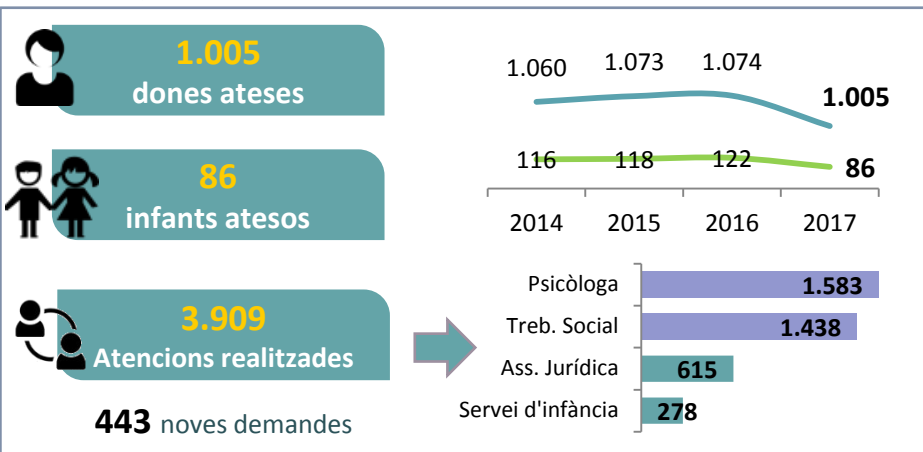 1.005
dones ateses
86
infants atesos
3.909
Atencions realitzades
443 noves demandes
1.060 1.073 1.074 1.005
116 118 122 86
2014 2015 2016 2017
Psicòloga 1.583
Treb. Social 1.438
Ass. Jurídica 615
Servei d'infància 278